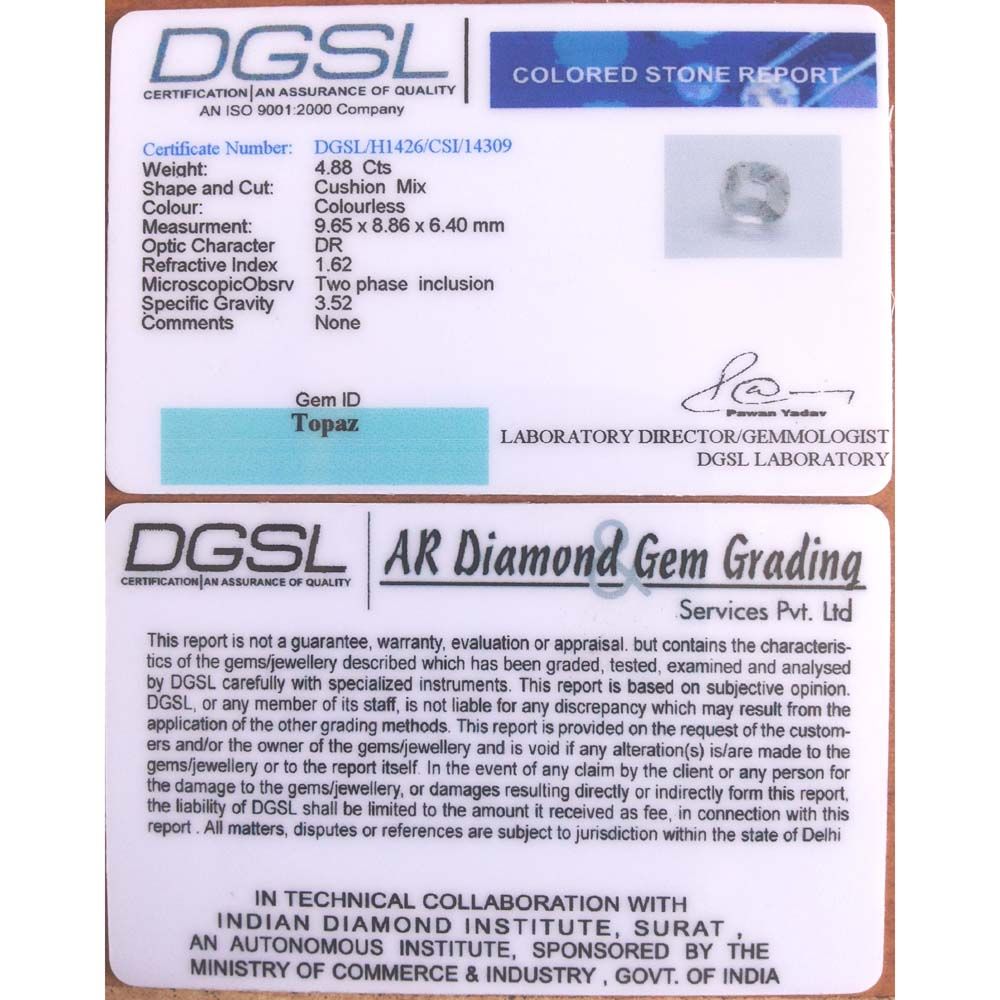 DGSL
CERTIFICATION|AN ASSURANCE OF QUALITY
AN ISO 9001:2000 Company
COLORED STONE REPORT
Certificate Number: DGSL/H1426/CSI/14309
Weight: 4.88 Cts
Shape and Cut: Cushion Mix
Colour: Colourless
Measurment: 9.65 x 8.86 x 6.40 mm
Optic Character DR
Refractive Index 1.62
MicroscopicObsrv Two phase inclusion
Specific Gravity 3.52
Comments None
Gem ID
Topaz
Pawan Yadav
LABORATORY DIRECTOR/GEMMOLOGIST
DGSL LABORATORY
DGSL
CERTIFICATION|AN ASSURANCE OF QUALITY
AR Diamond & Gem Grading
Services Pvt. Ltd
This report is not a guarantee, warranty, evaluation or appraisal. but contains the characteris-
tics of the gems/jewellery described which has been graded, tested, examined and analysed
by DGSL carefully with specialized instruments. This report is based on subjective opinion.
DGSL, or any member of its staff, is not liable for any discrepancy which may result from the
application of the other grading methods. This report is provided on the request of the custom-
ers and/or the owner of the gems/jewellery and is void if any alteration(s) is/are made to the
gems/jewellery or to the report itself. In the event of any claim by the client or any person for
the damage to the gems/jewellery, or damages resulting directly or indirectly form this report,
the liability of DGSL shall be limited to the amount it received as fee, in connection with this
report . All matters, disputes or references are subject to jurisdiction within the state of Delhi
IN TECHNICAL COLLABORATION WITH
INDIAN DIAMOND INSTITUTE, SURAT ,
AN AUTONOMOUS INSTITUTE, SPONSORED BY THE
MINISTRY OF COMMERCE & INDUSTRY , GOVT. OF INDIA